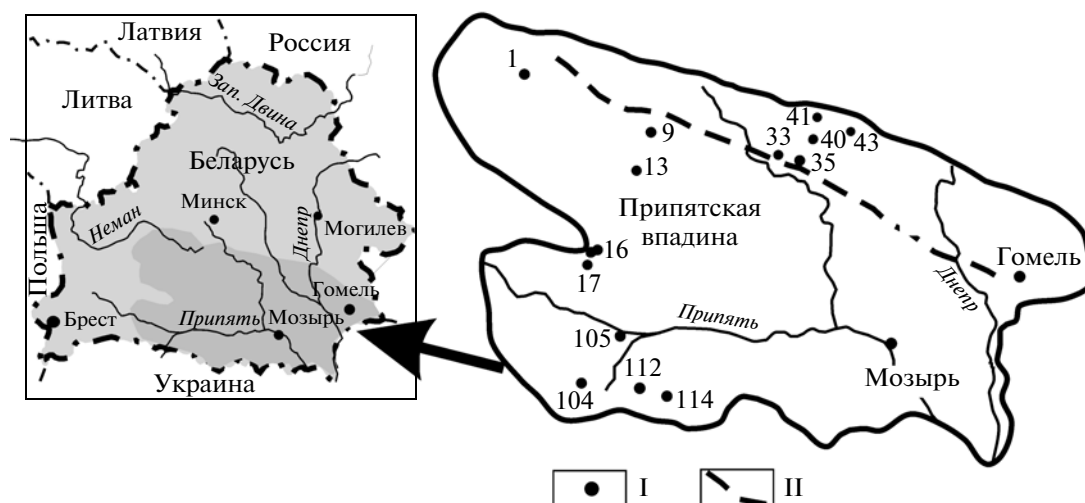 Латвия
Россия
Литва
Зап. Двина
Беларусь
Минск
Неман
Днепр
Могилев
Польша
Гомель
Брест
Припять
Мозырь
Украина
1
41
9
33
40
43
35
13
Припятская
впадина
16
17
Гомель
Днепр
Припять
105
Мозырь
104
112
114
I
II